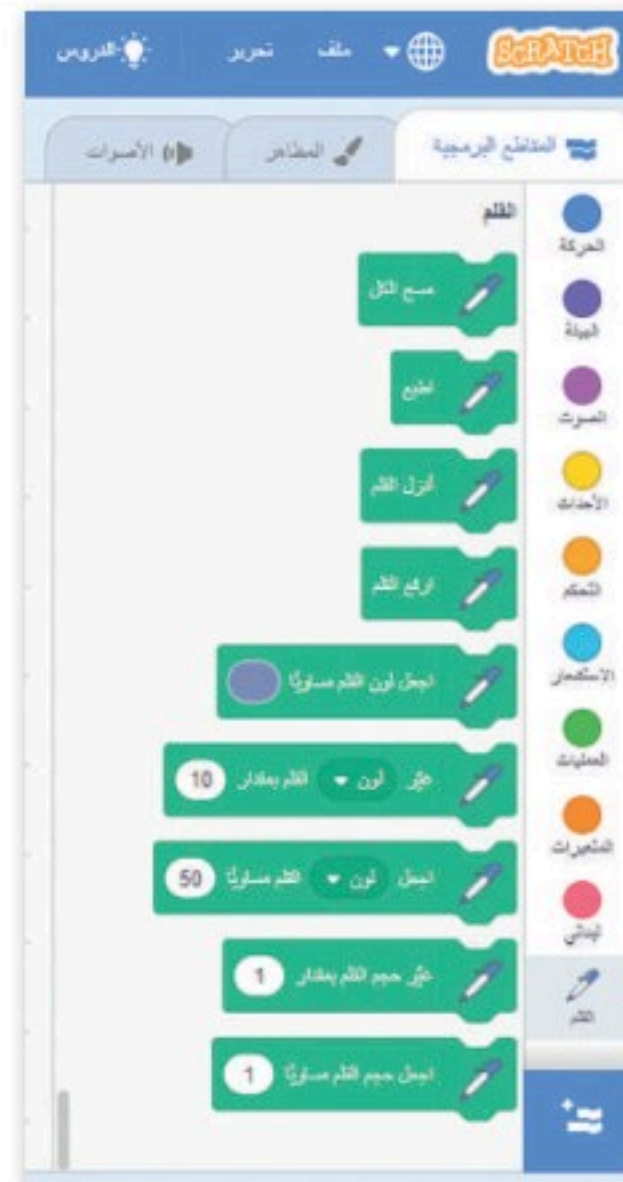 SCRATCH ملف تحرير الدروس
المقاطع البرمجية المظاهر الأصوات
القلم
الحركة
الهيئة
الصوت
الأحداث
التحكم
الإستشعار
العمليات
المتغيرات
لبناتي
القلم
مسح الكل
اطبع
أنزل القلم
ارفع القلم
اجعل لون القلم مساويًا
غيّر لون القلم بمقدار 10
اجعل لون القلم مساويًا 50
غيّر حجم القلم بمقدار 1
اجعل حجم القلم مساويًا 1